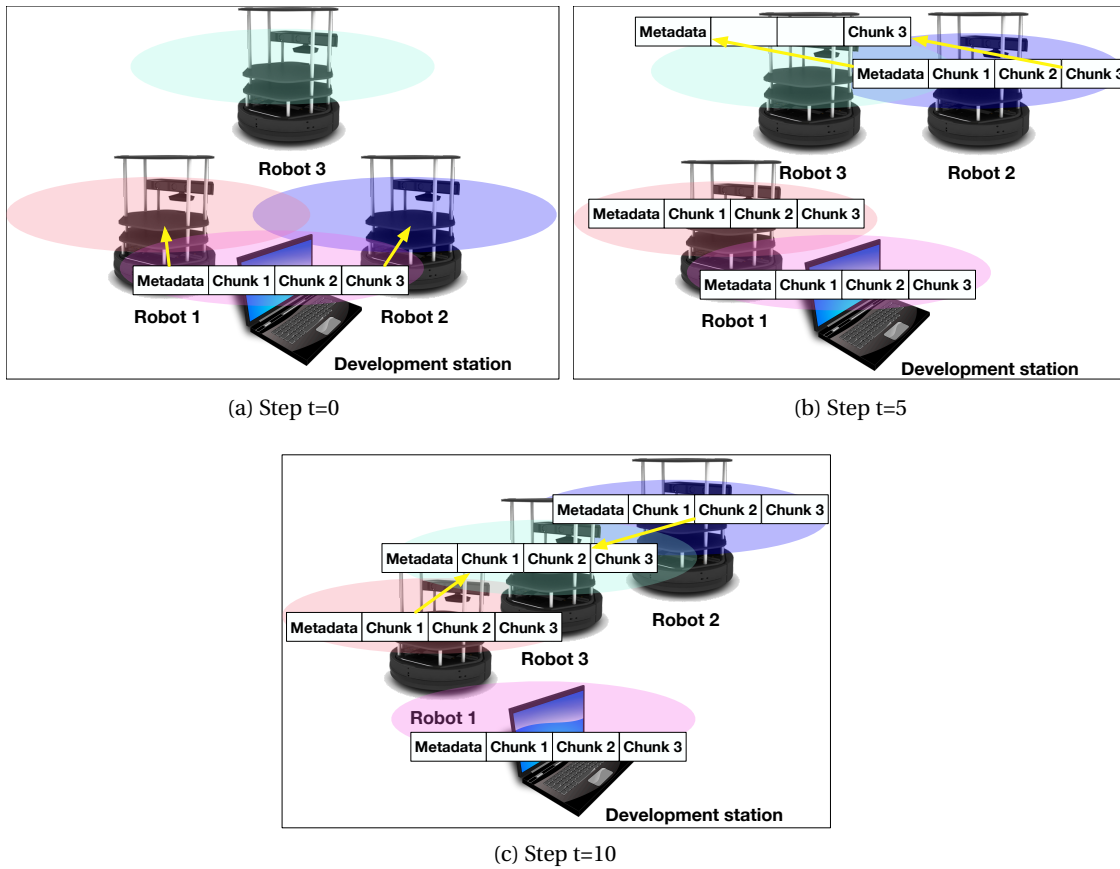 Robot 3
Metadata Chunk 1 Chunk 2 Chunk 3
Robot 1
Robot 2
Development station
(a) Step t=0
Metadata Chunk 3
Metadata Chunk 1 Chunk 2 Chunk 3
Robot 3
Robot 2
Metadata Chunk 1 Chunk 2 Chunk 3
Metadata Chunk 1 Chunk 2 Chunk 3
Robot 1
Development station
(b) Step t=5
Metadata Chunk 1 Chunk 2 Chunk 3
Metadata Chunk 1 Chunk 2 Chunk 3
Metadata Chunk 1 Chunk 2 Chunk 3
Robot 2
Robot 3
Robot 1
Metadata Chunk 1 Chunk 2 Chunk 3
Development station
(c) Step t=10